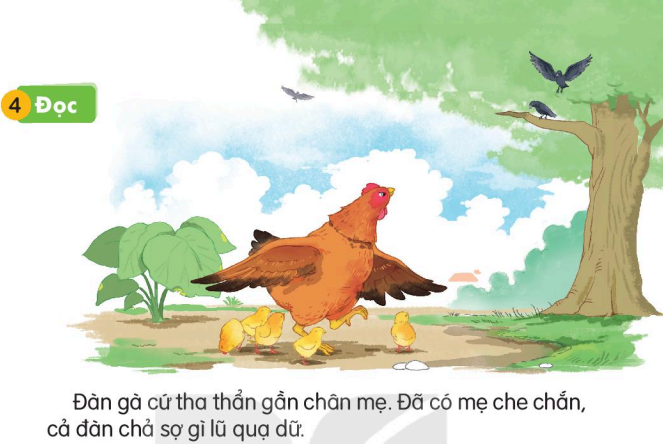 4 Đọc
Đàn gà cứ tha thẩn gần chân mẹ. Đã có mẹ che chắn,
cả đàn chả sợ gì lũ quạ dữ.